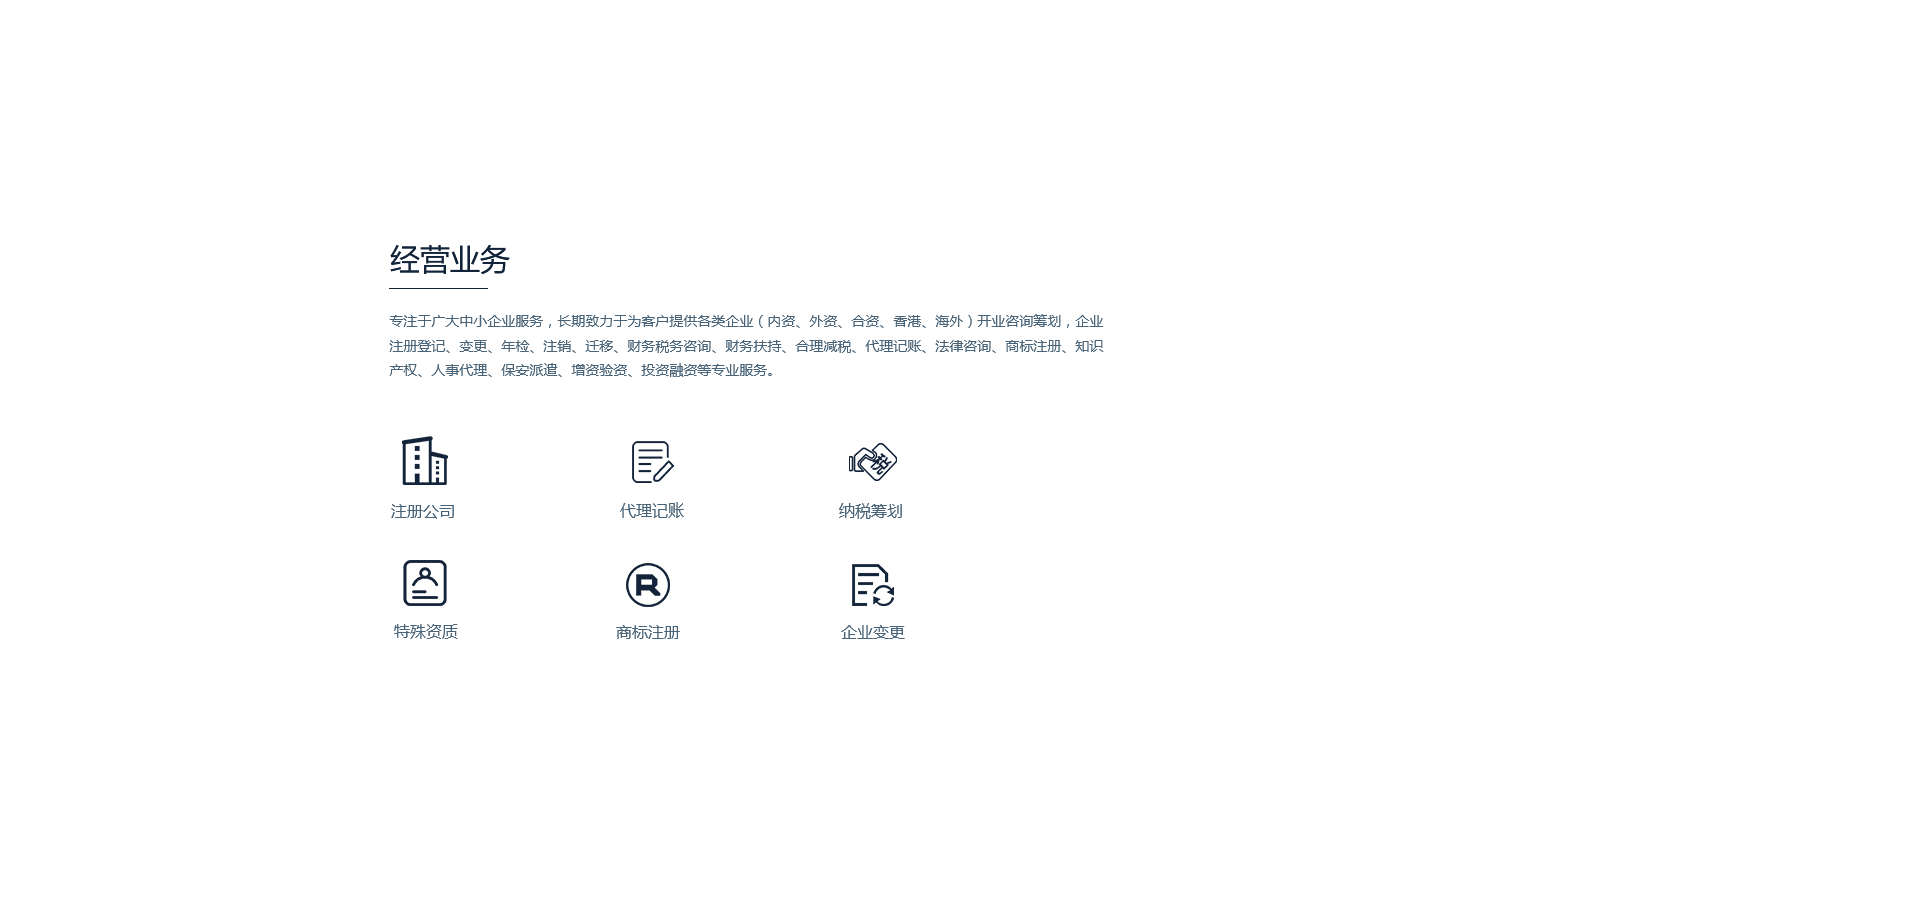 经营业务
专注于广大中小企业服务，长期致力于为客户提供各类企业（内资、外资、合资、香港、海外）开业咨询筹划，企业
注册登记、变更、年检、注销、迁移、财务税务咨询、财务扶持、合理减税、代理记账、法律咨询、商标注册、知识
产权、人事代理、保安派遣、增资验资、投资融资等专业服务。
税
注册公司
代理记账
纳税筹划
R
特殊资质
商标注册
企业变更